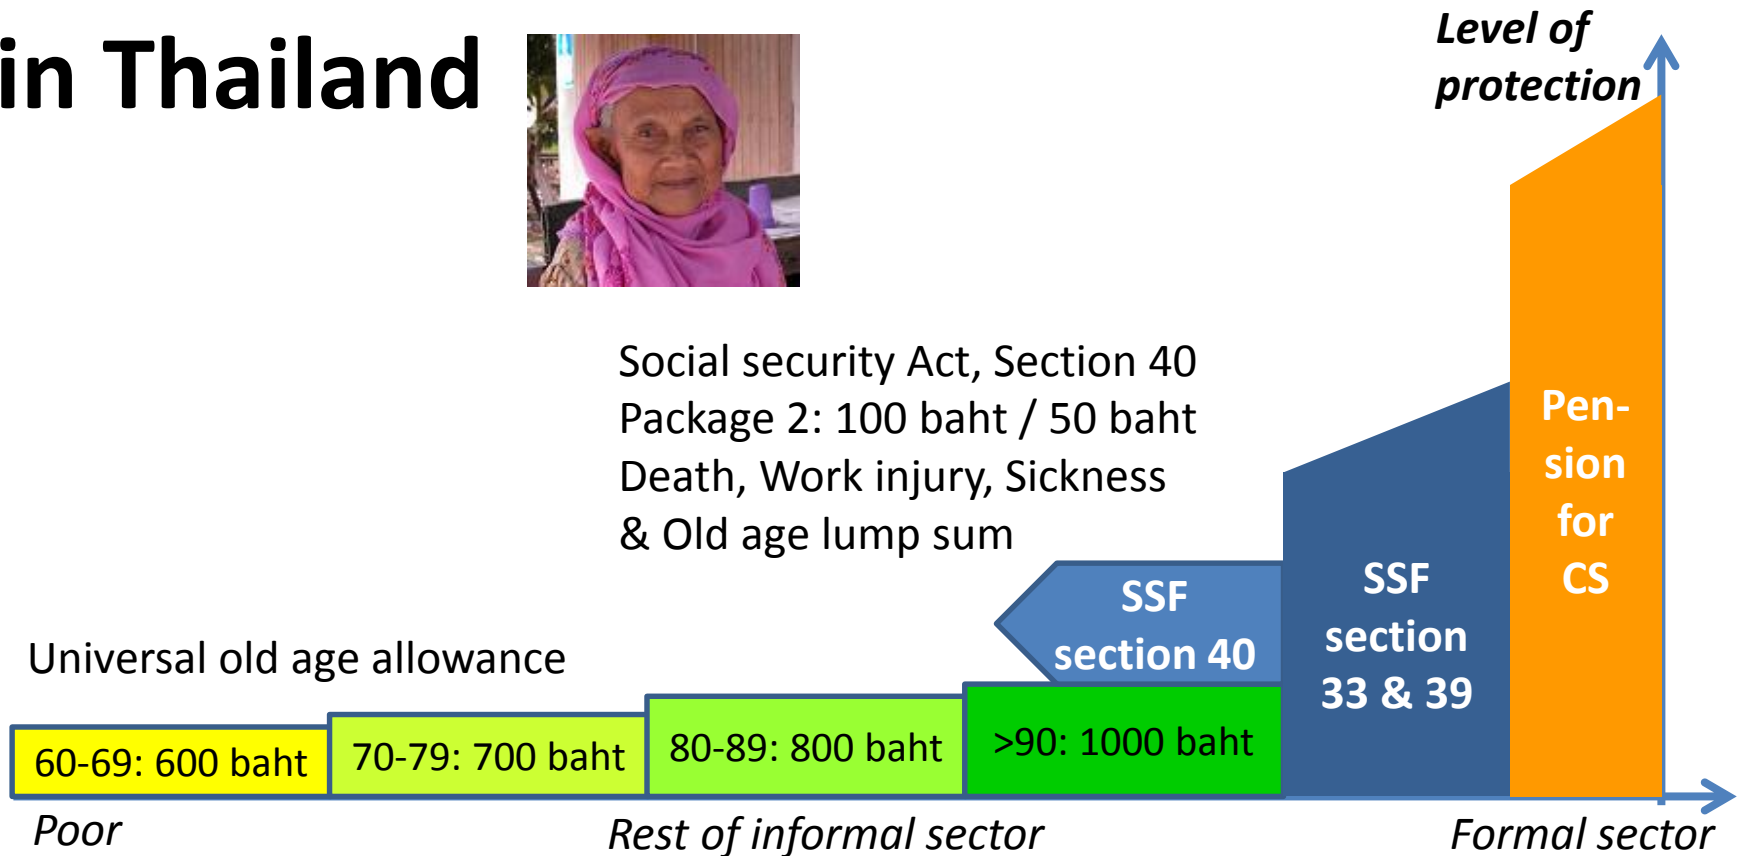 in Thailand
Level of
protection
Social security Act, Section 40
Package 2: 100 baht / 50 baht
Death, Work injury, Sickness
& Old age lump sum
Pen-
sion
for
CS
SSF
section 40
SSF
section
33 & 39
Universal old age allowance
60-69: 600 baht
70-79: 700 baht
80-89: 800 baht
>90: 1000 baht
Poor
Rest of informal sector
Formal sector